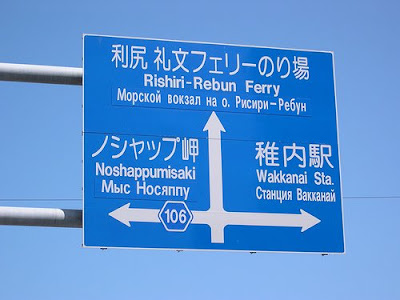 利尻 礼文フェリーのり場
Rishiri-Rebun Ferry
Морской вокзал на о. Рисири-Ребун
ノシャップ岬
Noshappumisaki
Мыс Носяппу
稚内駅
Wakkanai Sta.
Станция Вакканай
106